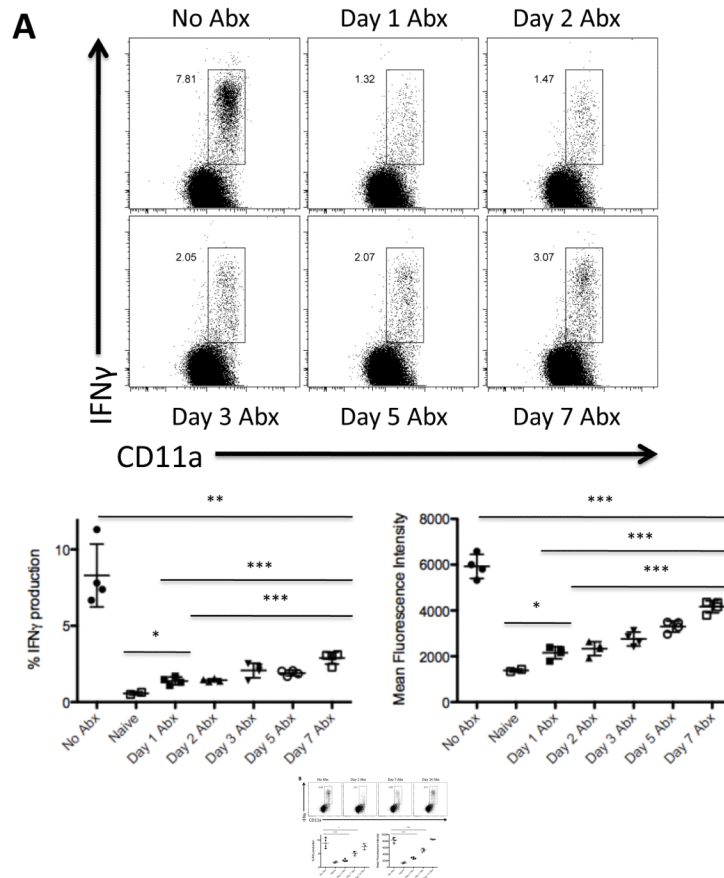 A
No Abx Day 1 Abx Day 2 Abx
7.81 1.32 1.47
2.05 2.07 3.07
IFNγ
Day 3 Abx Day 5 Abx Day 7 Abx
CD11a
** ***
*** ***
*** ***
* *
% IFNγ production
10
5
0
No Abx Naive Day 1 Abx Day 2 Abx Day 3 Abx Day 5 Abx Day 7 Abx
Mean Fluorescence Intensity
8000
6000
4000
2000
0
No Abx Naive Day 1 Abx Day 2 Abx Day 3 Abx Day 5 Abx Day 7 Abx
B
No Abx
CD11a